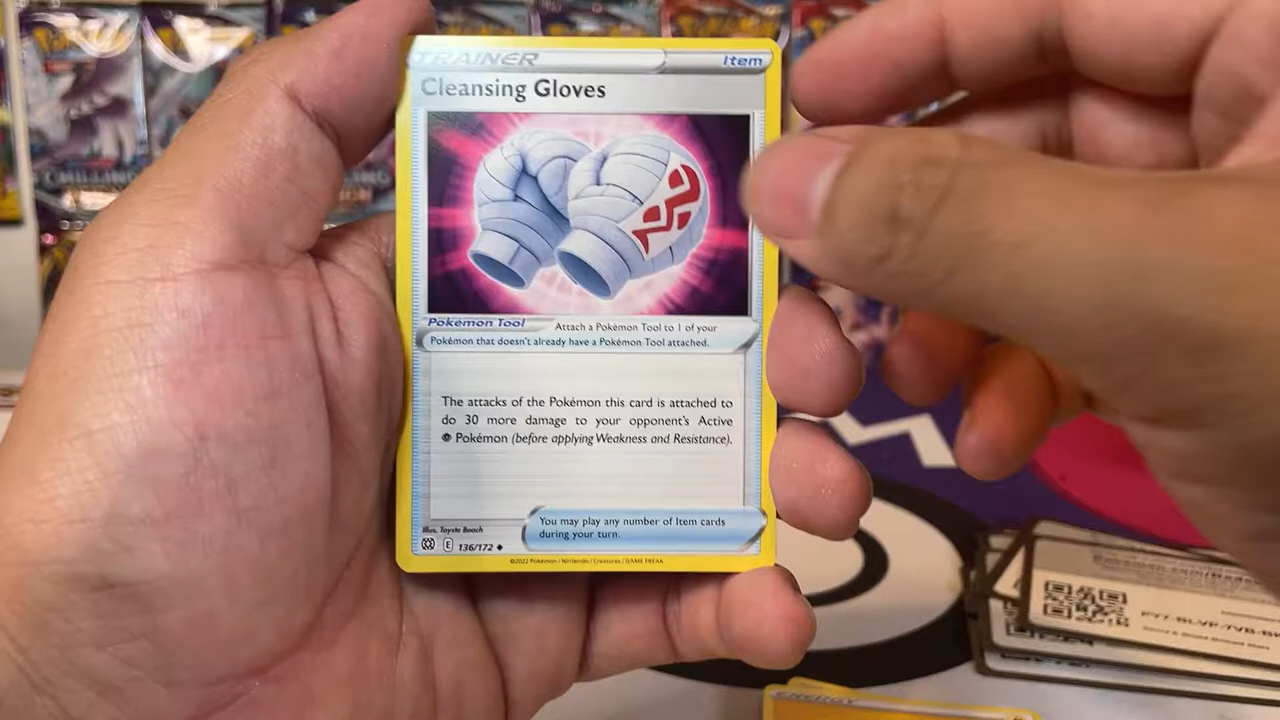 TRAINER
Item
Cleansing Gloves
Pokémon Tool
Attach a Pokémon Tool to 1 of your
Pokémon that doesn't already have a Pokémon Tool attached.
The attacks of the Pokémon this card is attached to
do 30 more damage to your opponent's Active
Pokémon (before applying Weakness and Resistance).
You may play any number of Item cards
during your turn.
Illus. Toyste Beach
E 136/172
©2022 Pokémon / Nintendo / Creatures / GAME FREAK
CHILLING
ENERGY